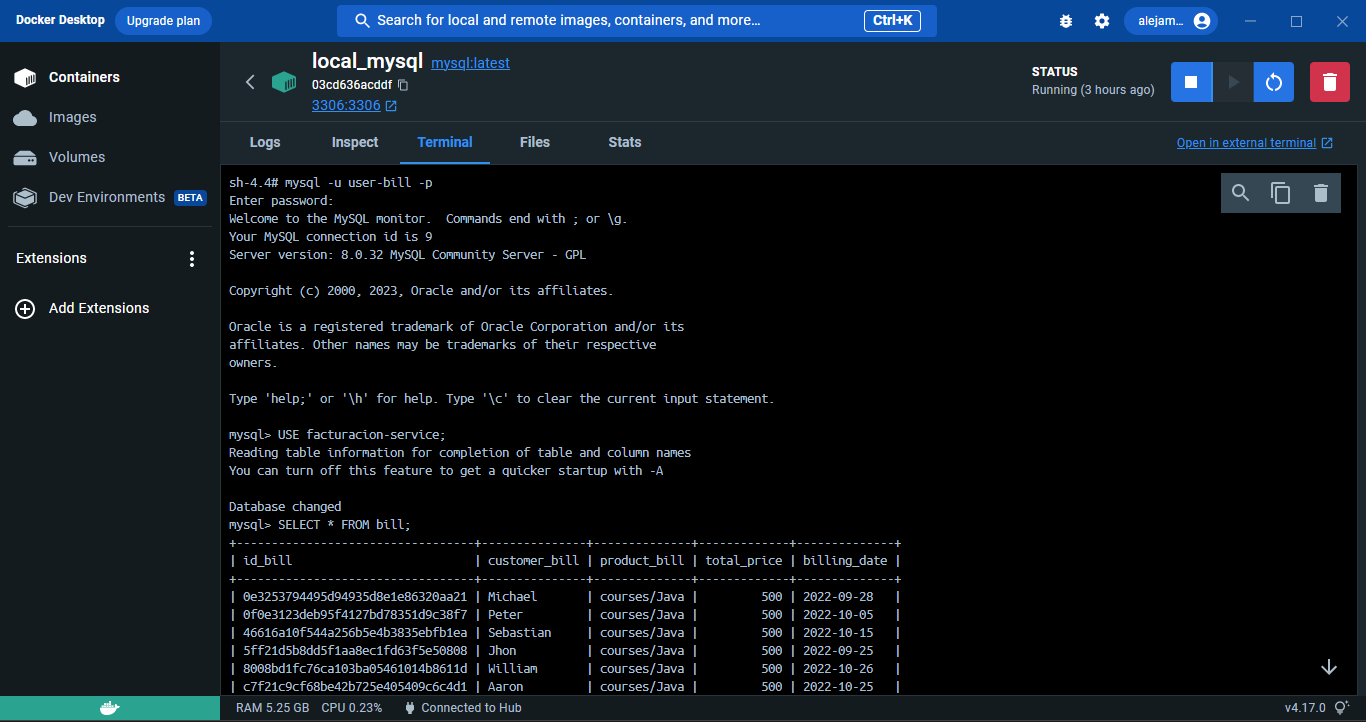 Docker Desktop Upgrade plan Search for local and remote images, containers, and more... Ctrl+K alejam...
Containers
Images
Volumes
Dev Environments BETA
Extensions
Add Extensions
local_mysql mysql:latest
03cd636acddf
3306:3306
STATUS
Running (3 hours ago)
Logs Inspect Terminal Files Stats Open in external terminal
sh-4.4# mysql -u user-bill -p
Enter password:
Welcome to the MySQL monitor.  Commands end with ; or \g.
Your MySQL connection id is 9
Server version: 8.0.32 MySQL Community Server - GPL
Copyright (c) 2000, 2023, Oracle and/or its affiliates.
Oracle is a registered trademark of Oracle Corporation and/or its
affiliates. Other names may be trademarks of their respective
owners.
Type 'help;' or '\h' for help. Type '\c' to clear the current input statement.
mysql> USE facturacion-service;
Reading table information for completion of table and column names
You can turn off this feature to get a quicker startup with -A
Database changed
mysql> SELECT * FROM bill;
+----------------------------------+---------------+--------------+-------------+--------------+
| id_bill                          | customer_bill | product_bill | total_price | billing_date |
+----------------------------------+---------------+--------------+-------------+--------------+
| 0e3253794495d94935d8e1e86320aa21 | Michael       | courses/Java |         500 | 2022-09-28   |
| 0f0e3123deb95f4127bd78351d9c38f7 | Peter         | courses/Java |         500 | 2022-10-05   |
| 46616a10f544a256b5e4b3835ebfb1ea | Sebastian     | courses/Java |         500 | 2022-10-15   |
| 5ff21d5b8dd5f1aa8ec1fd63f5e50808 | Jhon          | courses/Java |         500 | 2022-09-25   |
| 8008bd1fc76ca103ba05461014b8611d | William       | courses/Java |         500 | 2022-10-26   |
| c7f21c9cf68be42b725e405409c6c4d1 | Aaron         | courses/Java |         500 | 2022-10-25   |
RAM 5.25 GB CPU 0.23% Connected to Hub v4.17.0